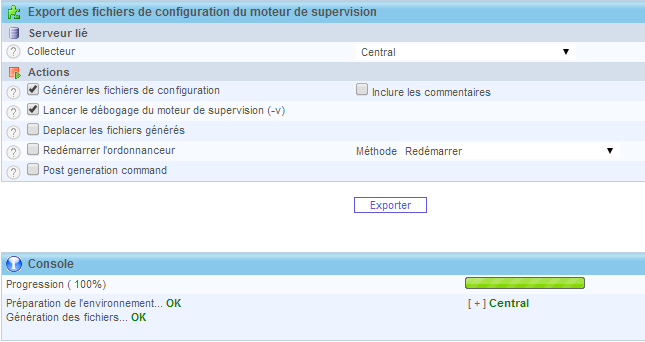 Export des fichiers de configuration du moteur de supervision
Serveur lié
Collecteur Central
Actions
Générer les fichiers de configuration Inclure les commentaires
Lancer le débogage du moteur de supervision (-v)
Deplacer les fichiers générés
Redémarrer l'ordonnanceur Méthode Redémarrer
Post generation command
Exporter
Console
Progression ( 100%)
Préparation de l'environnement... OK [ + ] Central
Génération des fichiers... OK